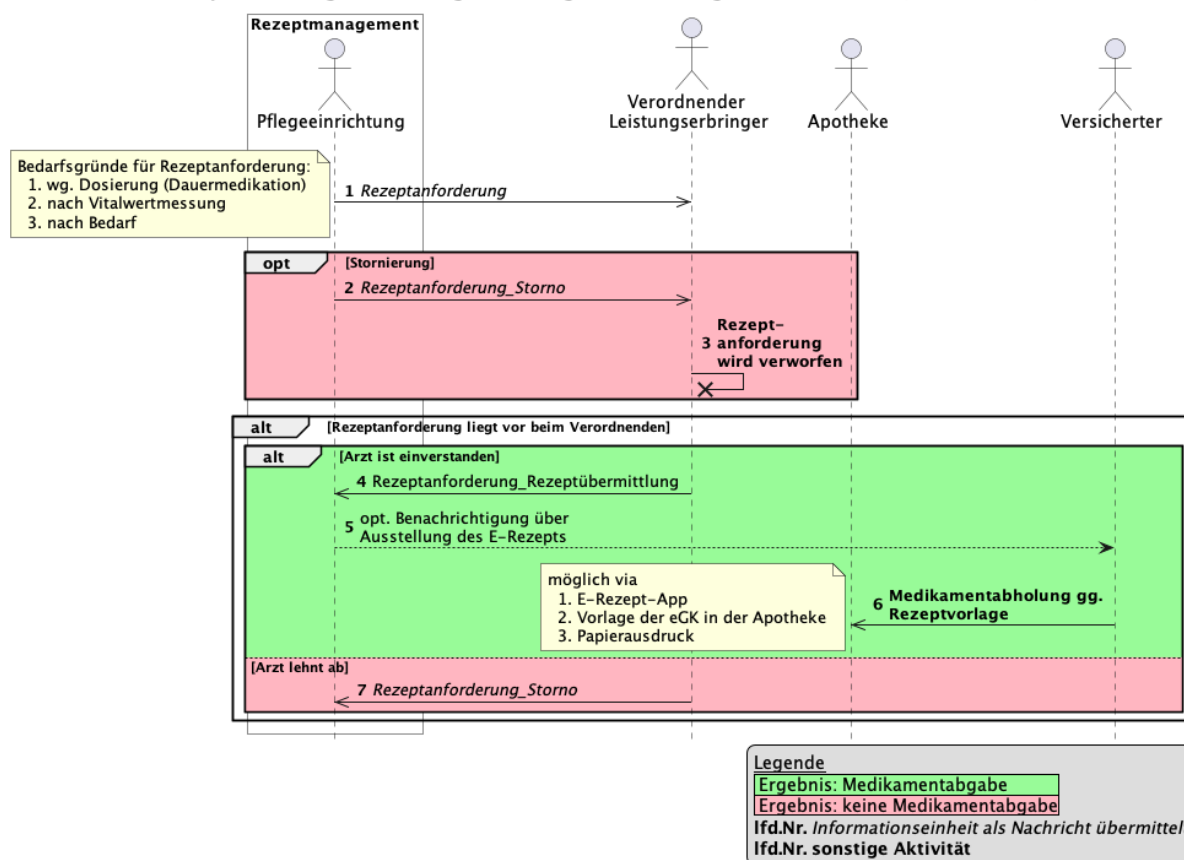 Rezeptmanagement
Pflegeeinrichtung
Verordnender
Leistungserbringer
Apotheke
Versicherter
Bedarfsgründe für Rezeptanforderung:
1. wg. Dosierung (Dauermedikation)
2. nach Vitalwertmessung
3. nach Bedarf
1 Rezeptanforderung
opt [Stornierung]
2 Rezeptanforderung_Storno
Rezept-
3 anforderung
wird verworfen
alt [Rezeptanforderung liegt vor beim Verordnenden]
alt [Arzt ist einverstanden]
4 Rezeptanforderung_Rezeptübermittlung
5 opt. Benachrichtigung über
Ausstellung des E-Rezepts
möglich via
1. E-Rezept-App
2. Vorlage der eGK in der Apotheke
3. Papierausdruck
6 Medikamentabholung gg.
Rezeptvorlage
[Arzt lehnt ab]
7 Rezeptanforderung_Storno
Legende
Ergebnis: Medikamentabgabe
Ergebnis: keine Medikamentabgabe
lfd.Nr. Informationseinheit als Nachricht übermittel
lfd.Nr. sonstige Aktivität